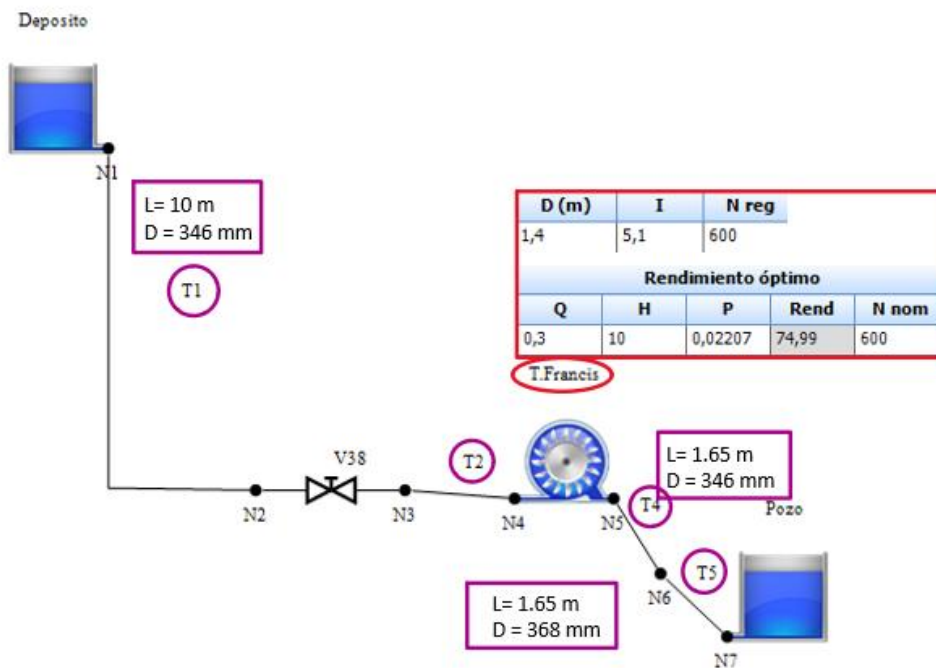 Deposito
N1
L= 10 m
D = 346 mm
T1
D (m) I N reg
1,4 5,1 600
Rendimiento óptimo
Q H P Rend N nom
0,3 10 0,02207 74,99 600
T.Francis
V38
T2
L= 1.65 m
D = 346 mm
N2
N3
N4
N5
T4
Pozo
T5
N6
L= 1.65 m
D = 368 mm
N7